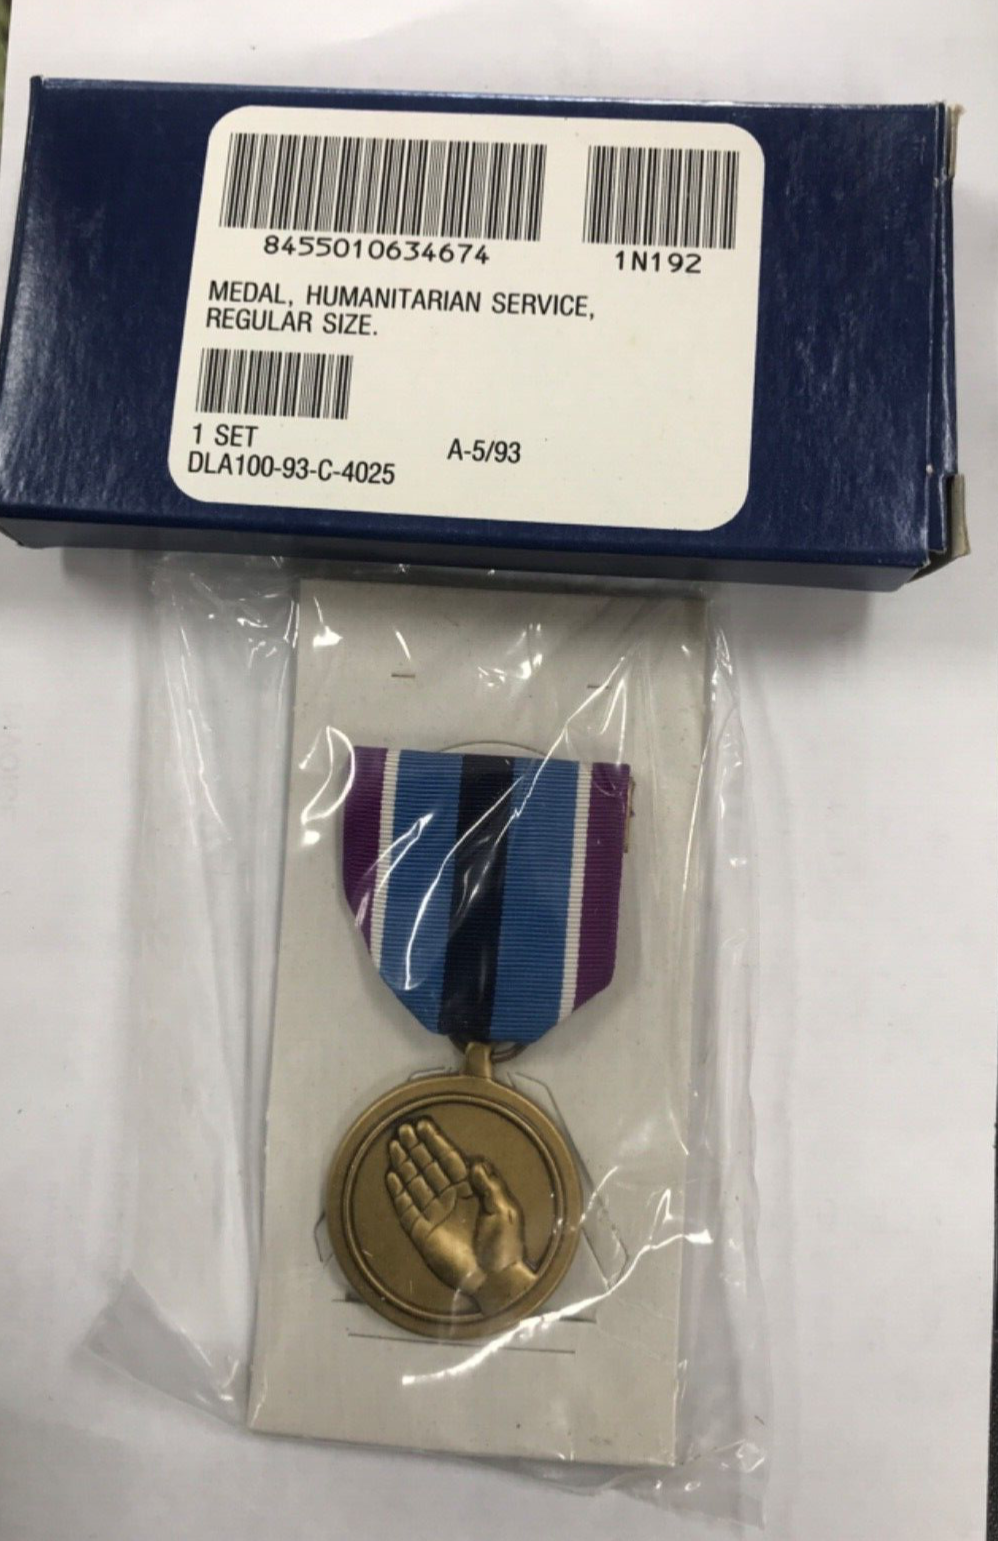 8455010634674
1N192
MEDAL, HUMANITARIAN SERVICE,
REGULAR SIZE.
1 SET
A-5/93
DLA100-93-C-4025